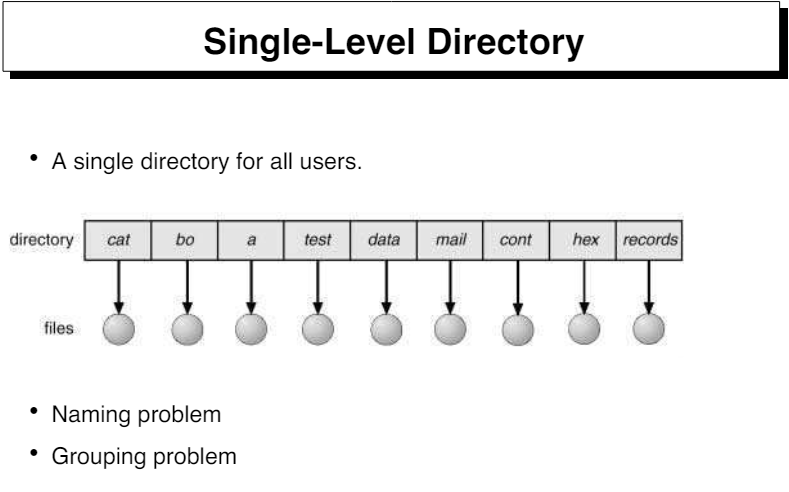 Single-Level Directory
• A single directory for all users.
directory cat bo a test data mail cont hex records
files
• Naming problem
• Grouping problem